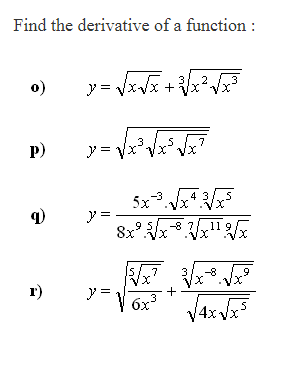 Find the derivative of a function :
o) y = √(x√x) + ∛(x²√(x³))
p) y = √(x³√(x⁵√(x⁷)))
q) y = (5x⁻³.√(x⁴.∛(x⁵))) / (8x⁹.⁵√(x⁻⁸.⁷√(x¹¹.⁹√x)))
r) y = √(⁵√(x⁷) / (6x³)) + ∛(x⁻⁸.√(x⁹)) / √(4x√(x⁵))